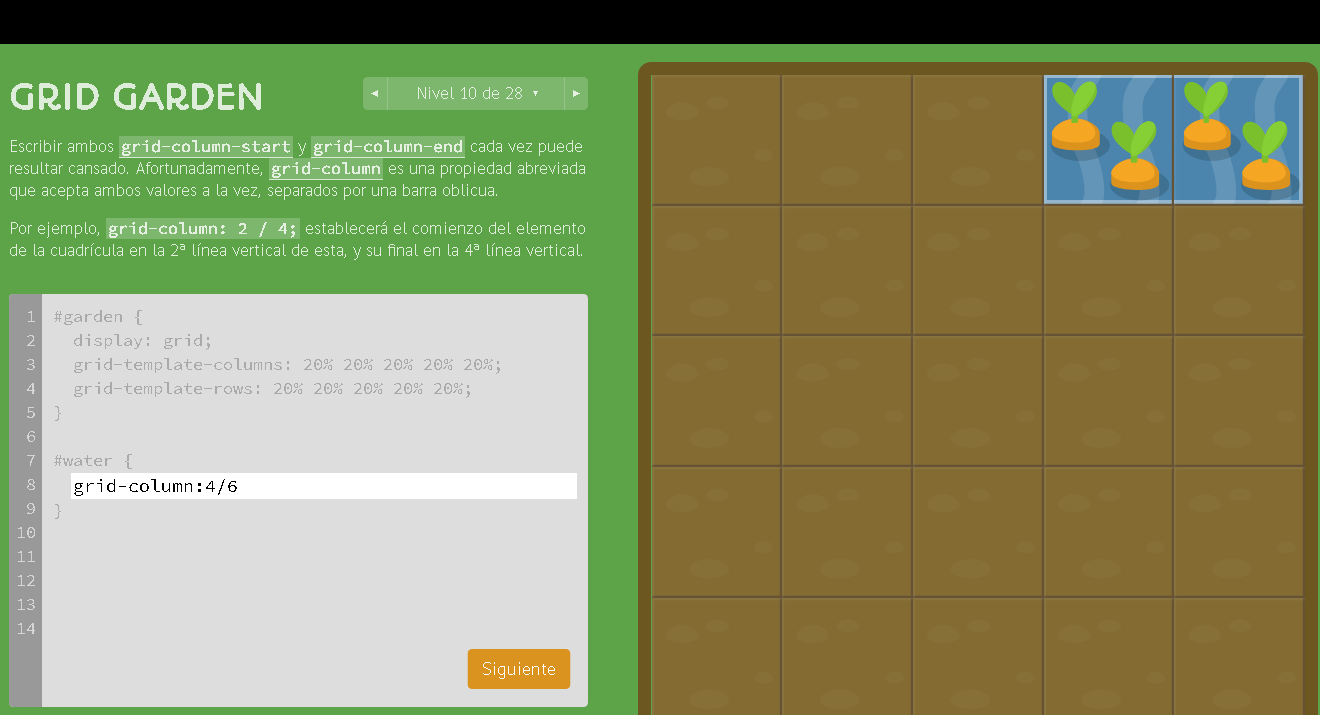 GRID GARDEN
◄ Nivel 10 de 28 ▾ ►
Escribir ambos grid-column-start y grid-column-end cada vez puede
resultar cansado. Afortunadamente, grid-column es una propiedad abreviada
que acepta ambos valores a la vez, separados por una barra oblicua.
Por ejemplo, grid-column: 2 / 4; establecerá el comienzo del elemento
de la cuadrícula en la 2ª línea vertical de esta, y su final en la 4ª línea vertical.
1 #garden {
2 display: grid;
3 grid-template-columns: 20% 20% 20% 20% 20%;
4 grid-template-rows: 20% 20% 20% 20% 20%;
5 }
6
7 #water {
8 grid-column:4/6
9 }
10
11
12
13
14
Siguiente